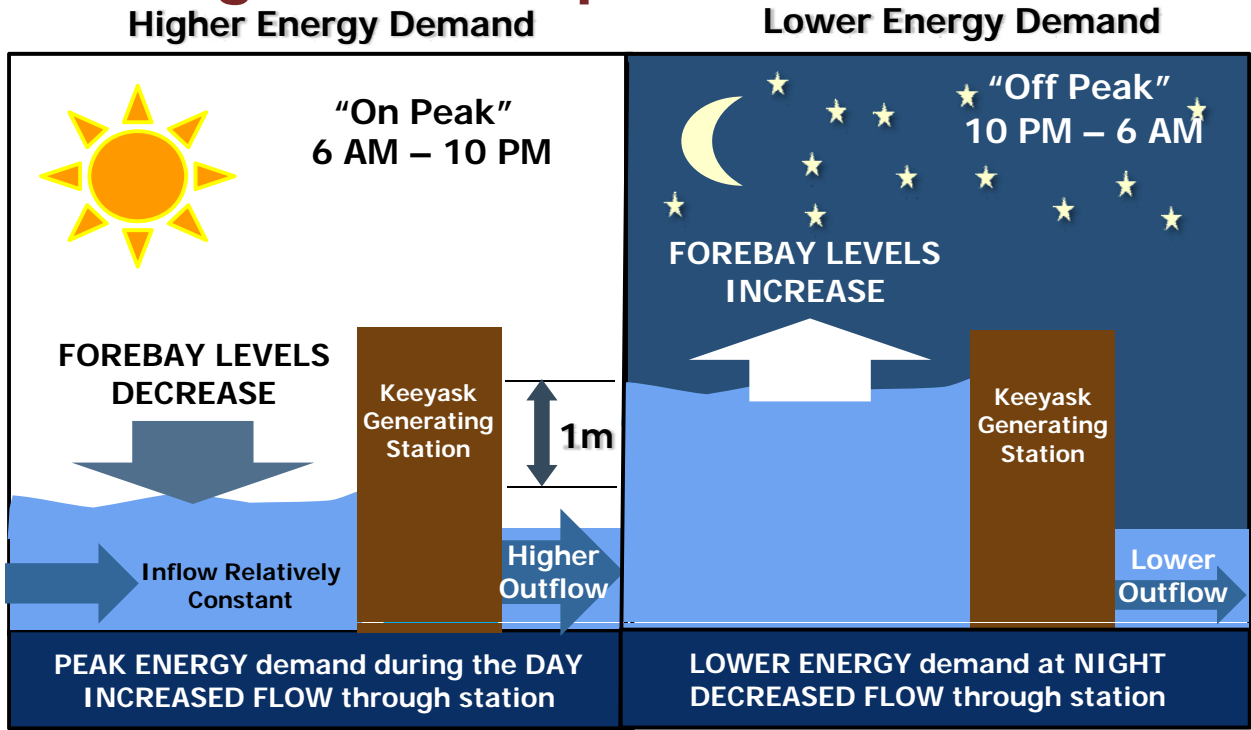 Higher Energy Demand
“On Peak”
6 AM – 10 PM
FOREBAY LEVELS
DECREASE
Keeyask
Generating
Station
1m
Inflow Relatively
Constant
Higher
Outflow
PEAK ENERGY demand during the DAY
INCREASED FLOW through station
Lower Energy Demand
“Off Peak”
10 PM – 6 AM
FOREBAY LEVELS
INCREASE
Keeyask
Generating
Station
Lower
Outflow
LOWER ENERGY demand at NIGHT
DECREASED FLOW through station